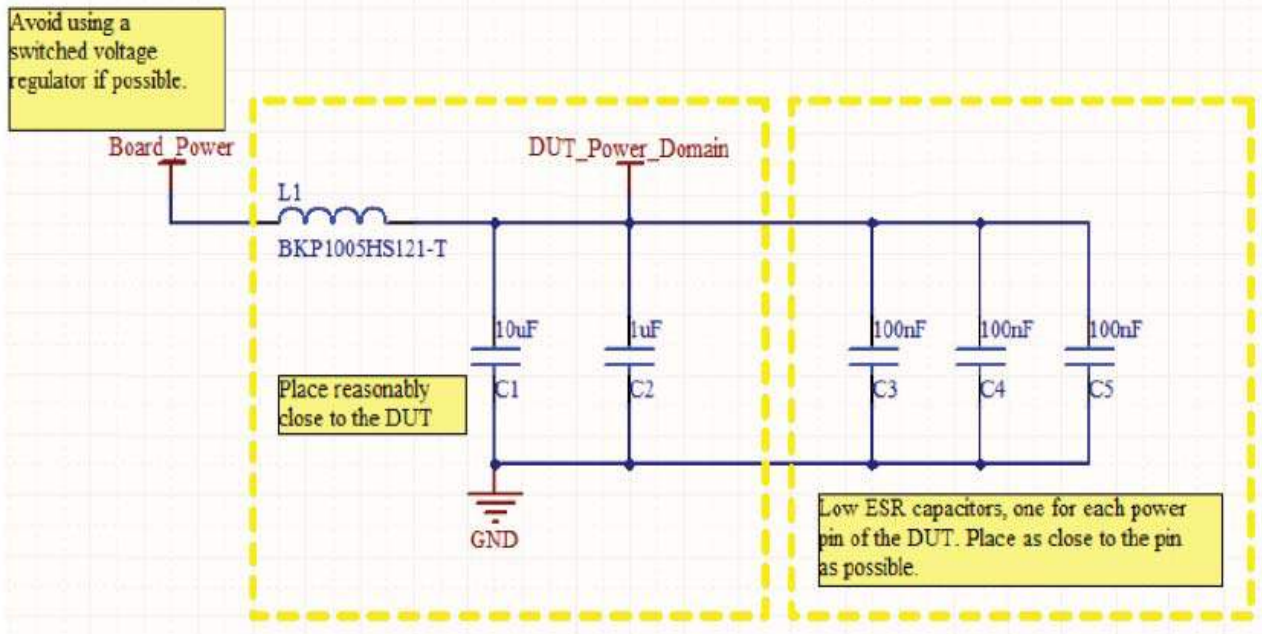 Avoid using a
switched voltage
regulator if possible.
Board_Power
DUT_Power_Domain
L1
BKP1005HS121-T
10uF
1uF
100nF
100nF
100nF
C1
C2
C3
C4
C5
Place reasonably
close to the DUT
GND
Low ESR capacitors, one for each power
pin of the DUT. Place as close to the pin
as possible.